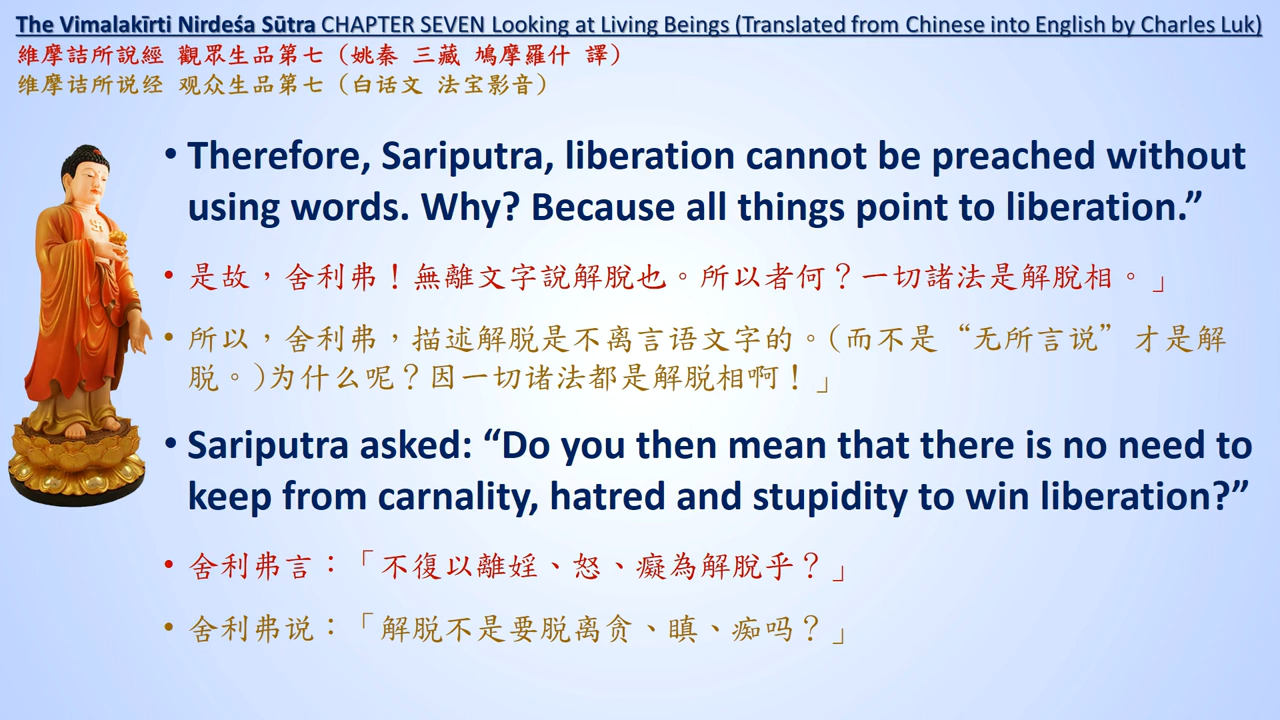 The Vimalakīrti Nirdeśa Sūtra CHAPTER SEVEN Looking at Living Beings (Translated from Chinese into English by Charles Luk)
維摩詰所說經 觀眾生品第七 (姚秦 三藏 鳩摩羅什 譯)
维摩诘所说经 观众生品第七 (白话文 法宝影音)
• Therefore, Sariputra, liberation cannot be preached without
using words. Why? Because all things point to liberation.”
• 是故，舍利弗！無離文字說解脫也。所以者何？一切諸法是解脫相。」
• 所以，舍利弗，描述解脱是不离言语文字的。(而不是“无所言说”才是解
脱。)为什么呢？因一切诸法都是解脱相啊！」
• Sariputra asked: “Do you then mean that there is no need to
keep from carnality, hatred and stupidity to win liberation?”
• 舍利弗言：「不復以離婬、怒、癡為解脫乎？」
• 舍利弗说：「解脱不是要脱离贪、瞋、痴吗？」